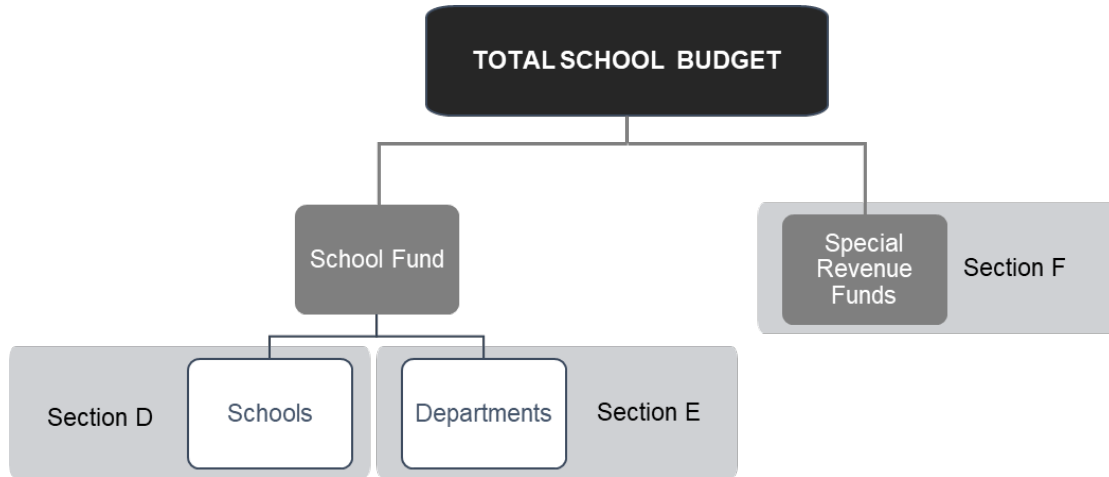 TOTAL SCHOOL BUDGET
School Fund
Special
Revenue
Funds
Section F
Section D
Schools
Departments
Section E